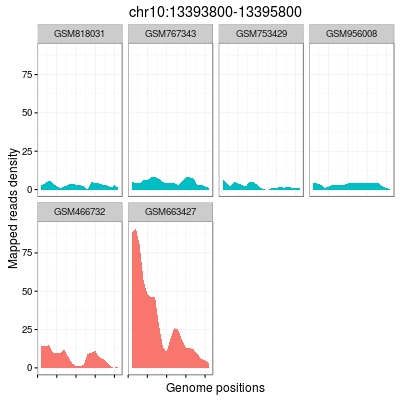 chr10:13393800-13395800
GSM818031 GSM767343 GSM753429 GSM956008
75
50
25
0
Mapped reads density
GSM466732 GSM663427
75
50
25
0
Genome positions